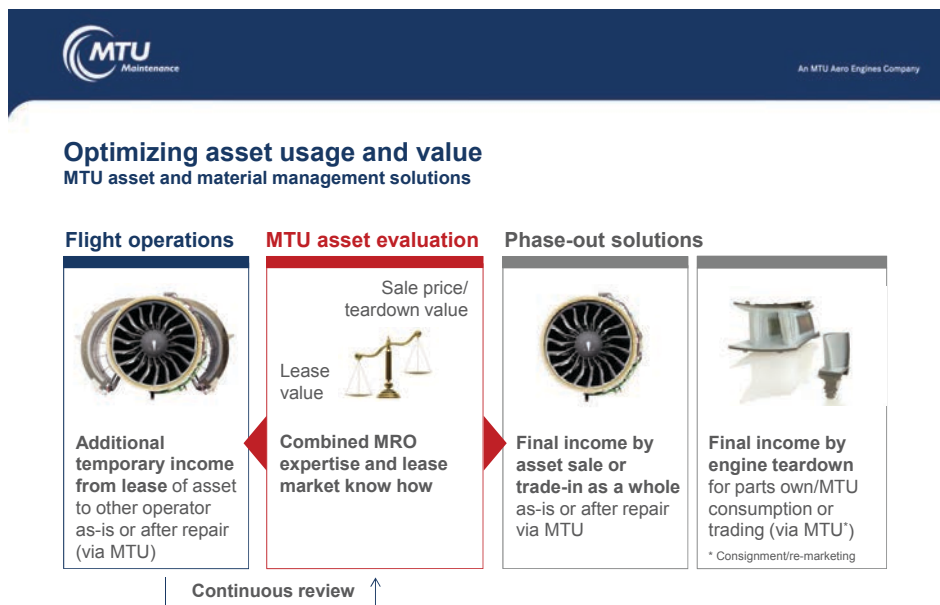 MTU
Maintenance
An MTU Aero Engines Company
Optimizing asset usage and value
MTU asset and material management solutions
Flight operations
Additional
temporary income
from lease of asset
to other operator
as-is or after repair
(via MTU)
MTU asset evaluation
Sale price/
teardown value
Lease
value
Combined MRO
expertise and lease
market know how
Phase-out solutions
Final income by
asset sale or
trade-in as a whole
as-is or after repair
via MTU
Final income by
engine teardown
for parts own/MTU
consumption or
trading (via MTU*)
* Consignment/re-marketing
Continuous review